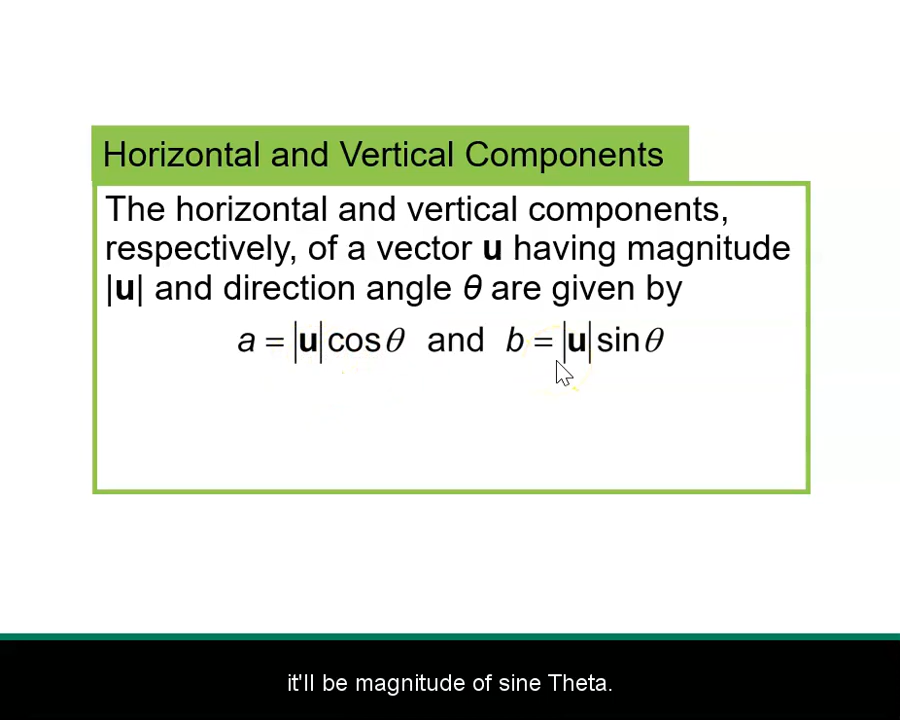 Horizontal and Vertical Components
The horizontal and vertical components,
respectively, of a vector u having magnitude
|u| and direction angle θ are given by
a = |u| cos θ and b = |u| sin θ
it'll be magnitude of sine Theta.